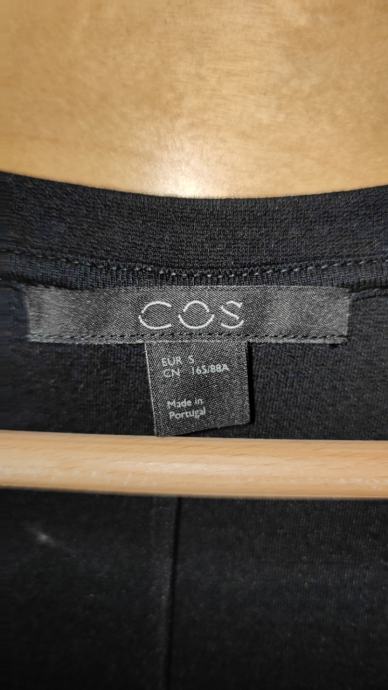 COS
EUR S
CN 165/88A
Made in
Portugal